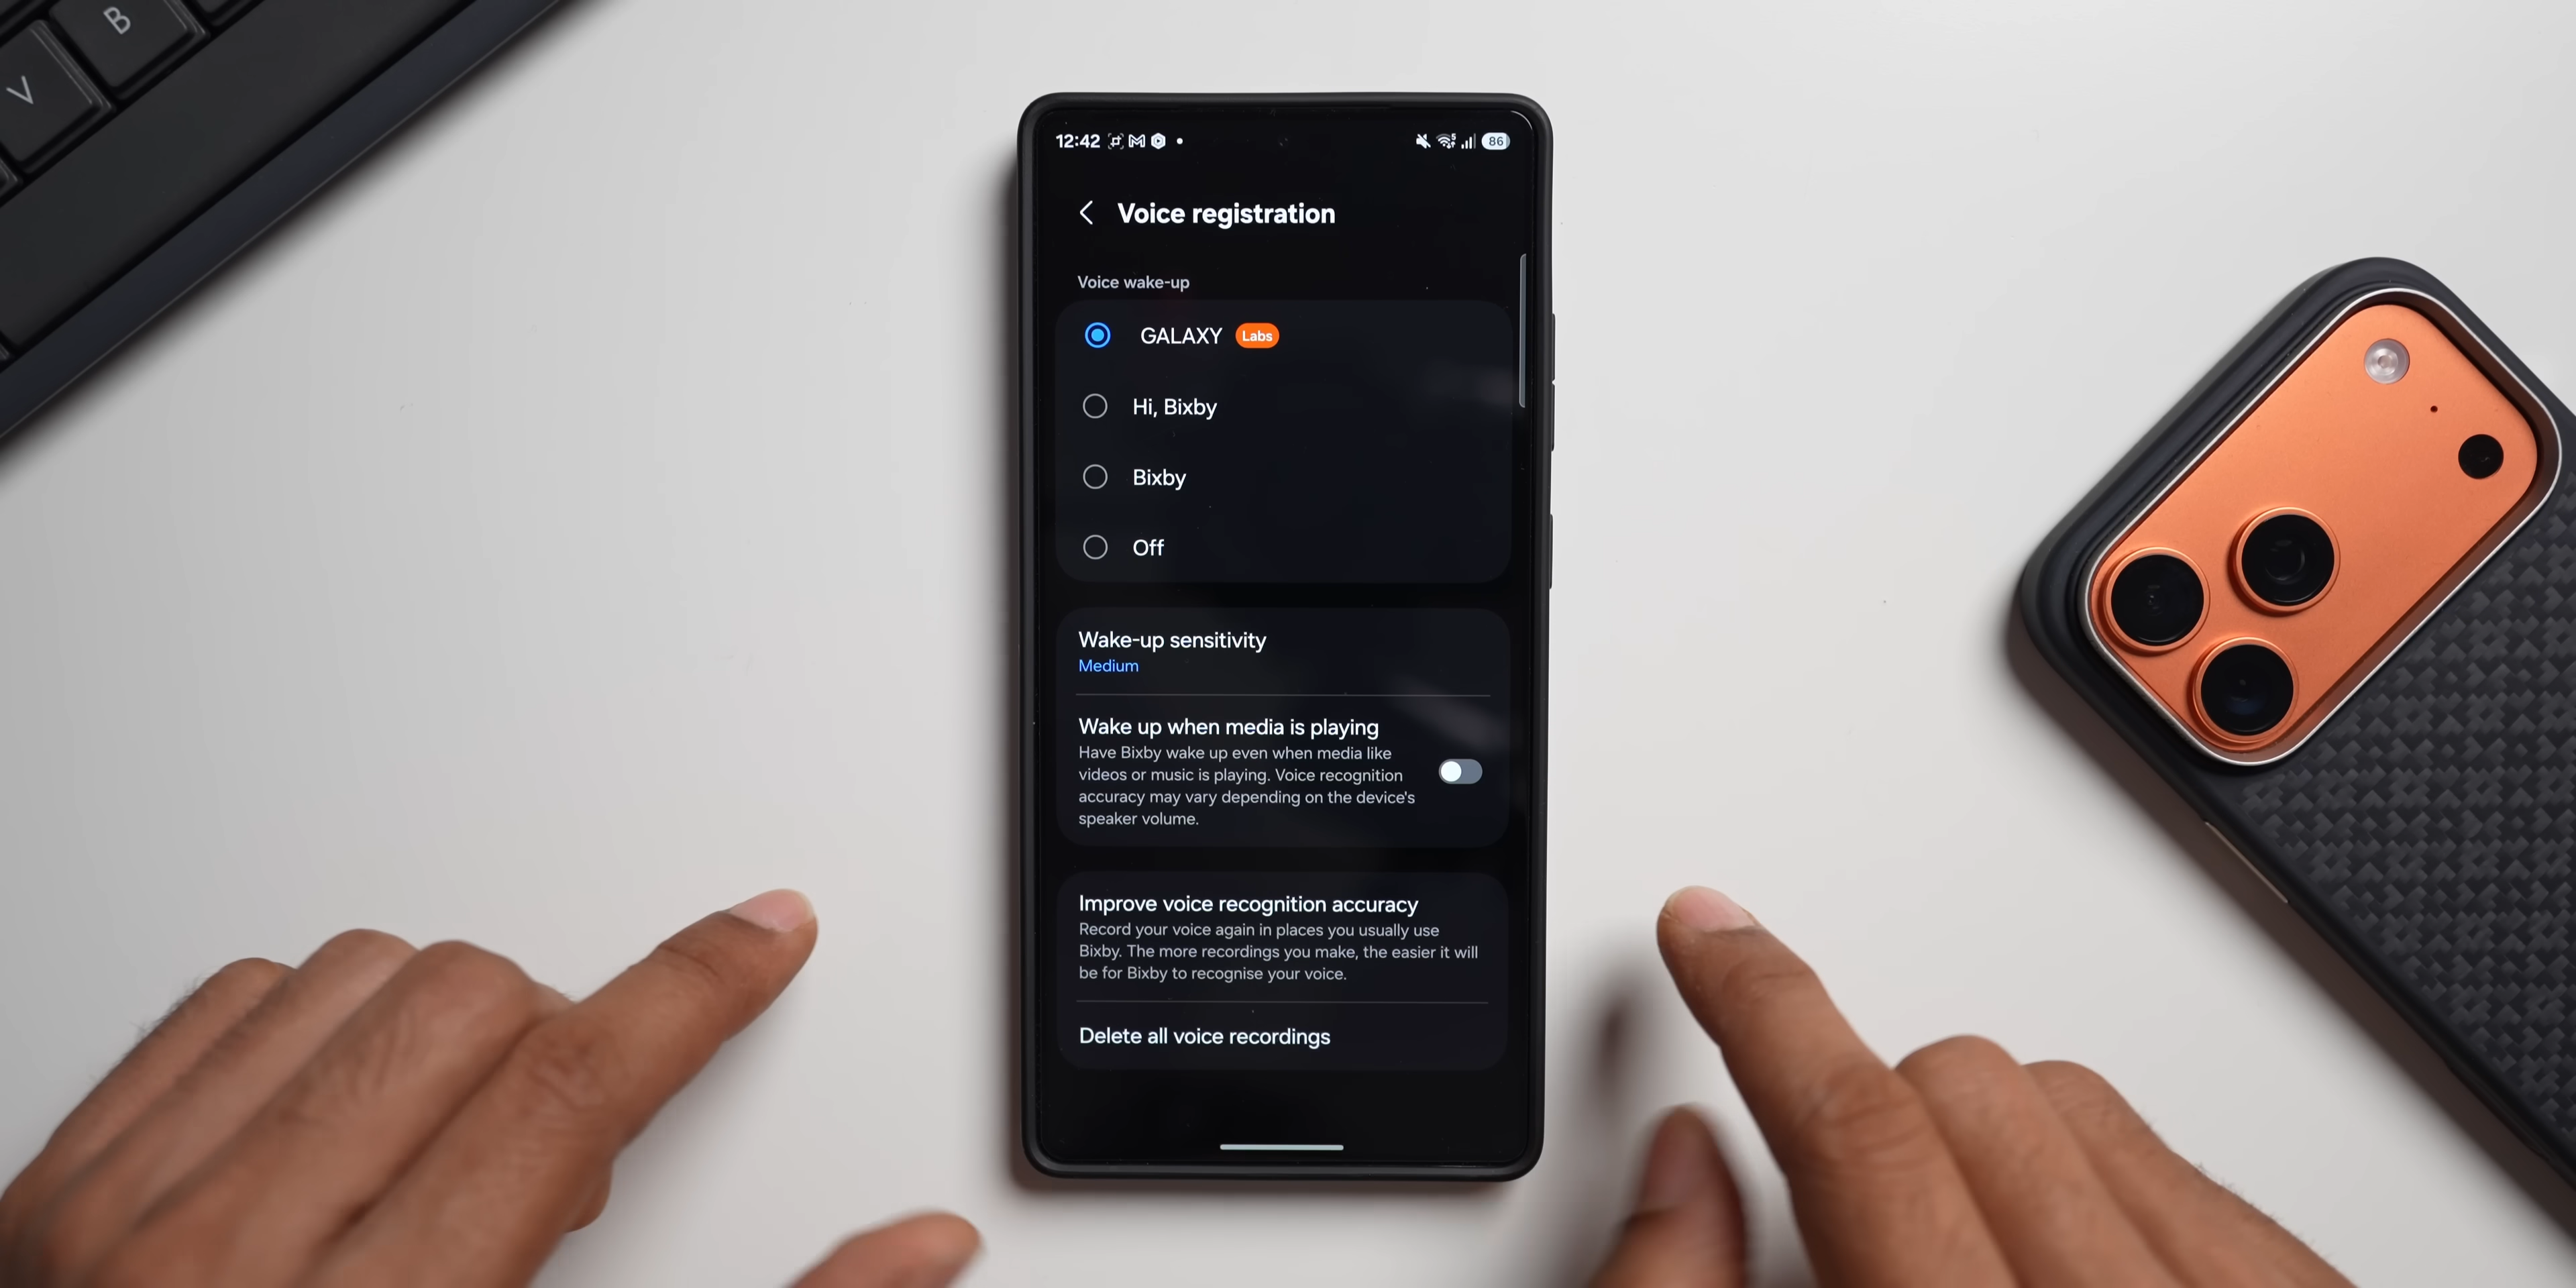 B
V
12:42
86
Voice registration
Voice wake-up
GALAXY Labs
Hi, Bixby
Bixby
Off
Wake-up sensitivity
Medium
Wake up when media is playing
Have Bixby wake up even when media like
videos or music is playing. Voice recognition
accuracy may vary depending on the device's
speaker volume.
Improve voice recognition accuracy
Record your voice again in places you usually use
Bixby. The more recordings you make, the easier it will
be for Bixby to recognise your voice.
Delete all voice recordings